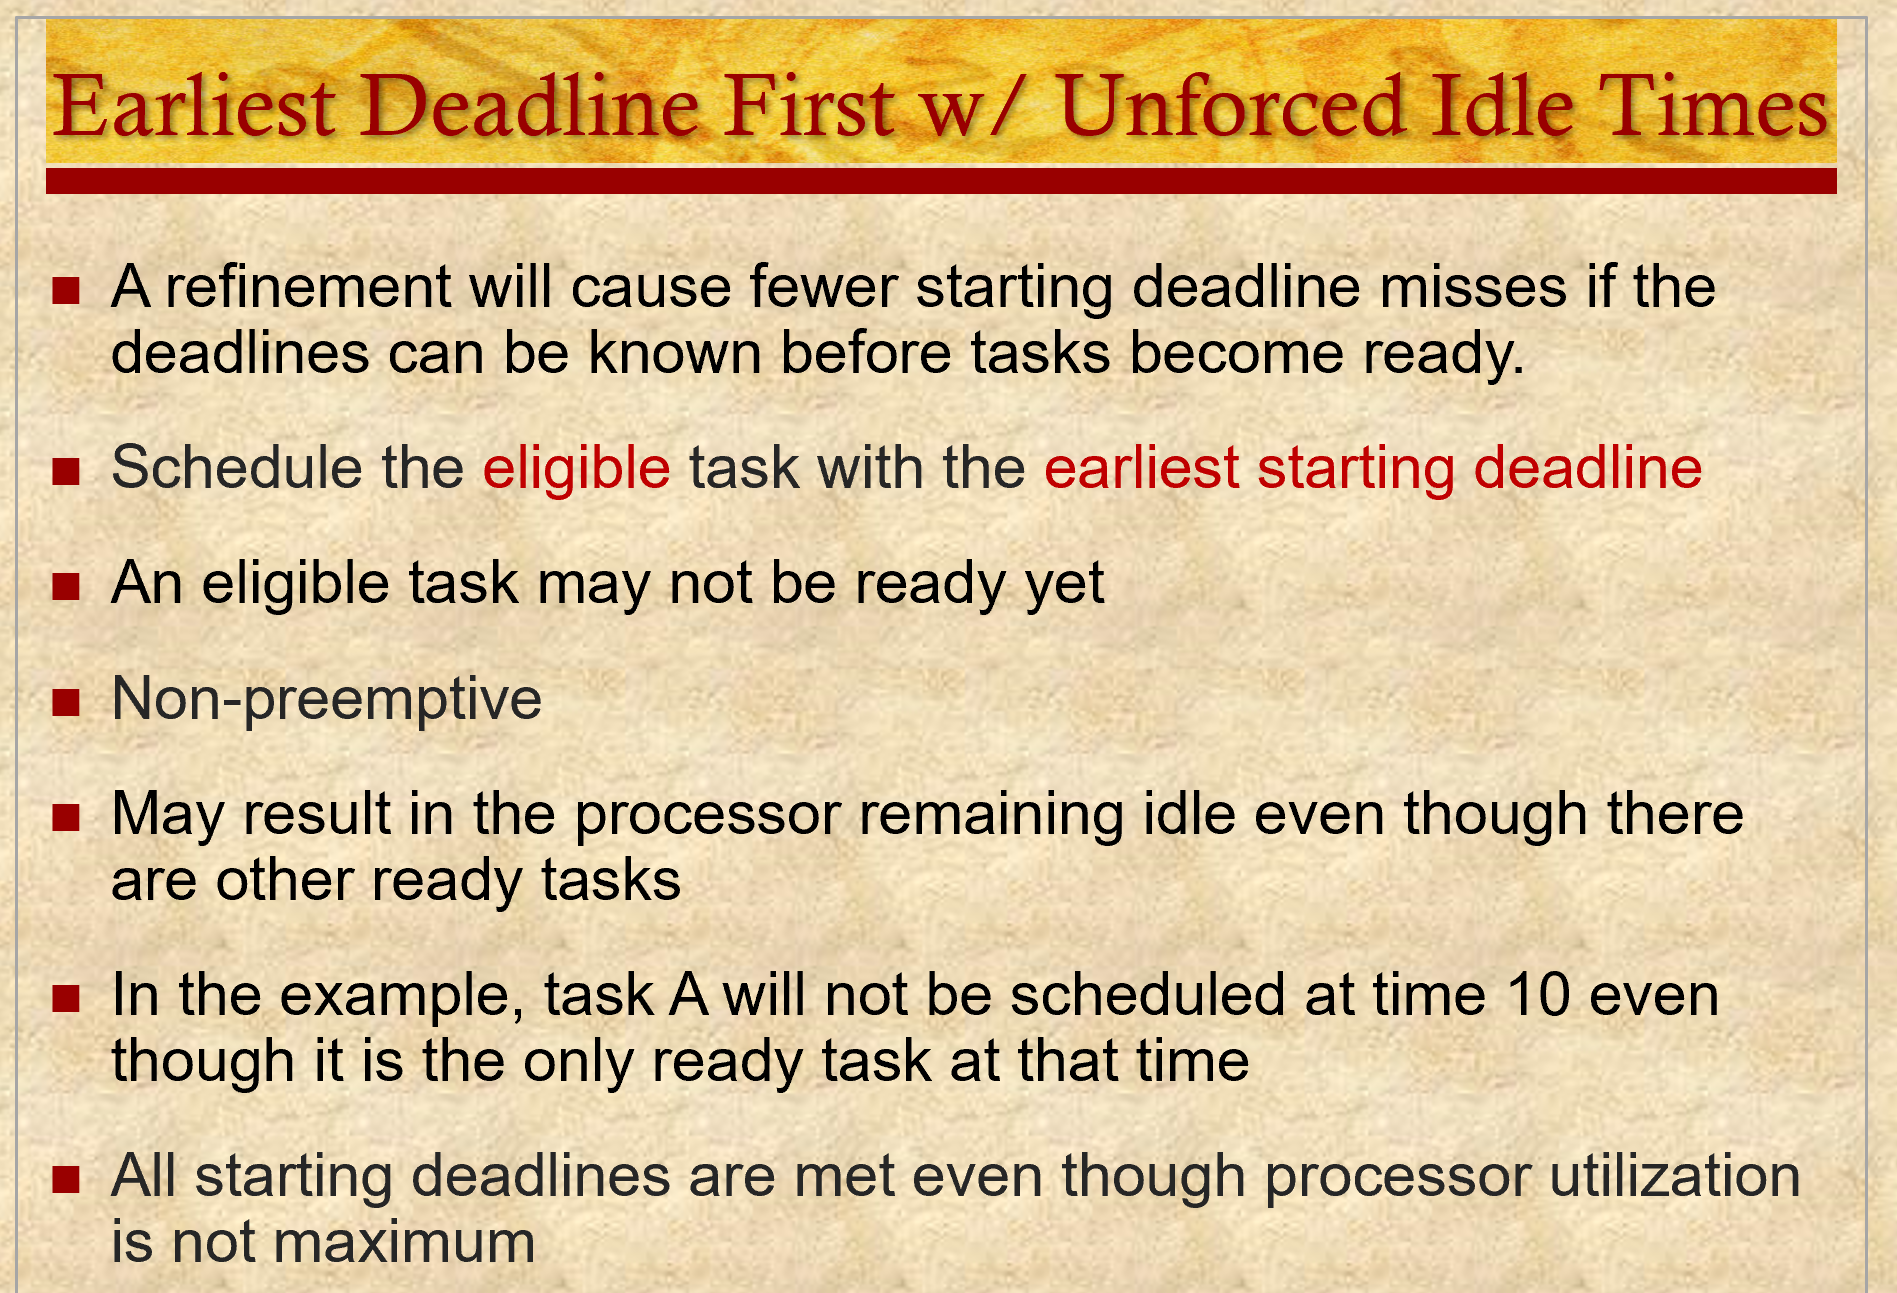 Earliest Deadline First w/ Unforced Idle Times
A refinement will cause fewer starting deadline misses if the
deadlines can be known before tasks become ready.
Schedule the eligible task with the earliest starting deadline
An eligible task may not be ready yet
Non-preemptive
May result in the processor remaining idle even though there
are other ready tasks
In the example, task A will not be scheduled at time 10 even
though it is the only ready task at that time
All starting deadlines are met even though processor utilization
is not maximum